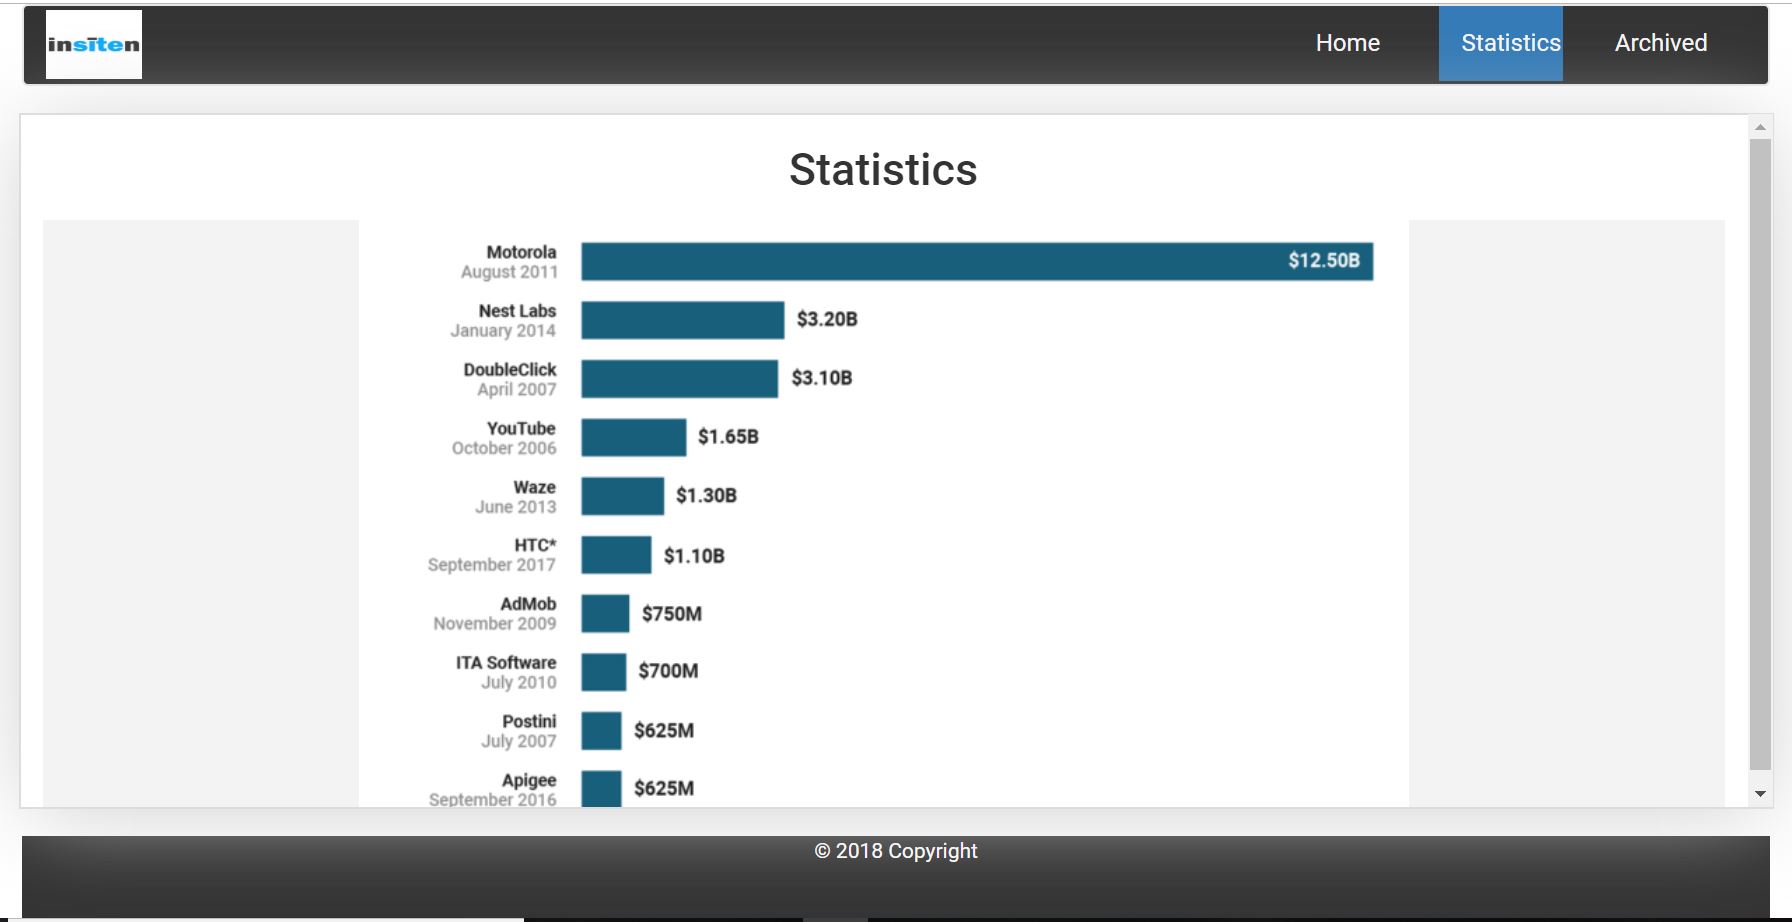 insīten
Home
Statistics
Archived
Statistics
Motorola
August 2011
$12.50B
Nest Labs
January 2014
$3.20B
DoubleClick
April 2007
$3.10B
YouTube
October 2006
$1.65B
Waze
June 2013
$1.30B
HTC*
September 2017
$1.10B
AdMob
November 2009
$750M
ITA Software
July 2010
$700M
Postini
July 2007
$625M
Apigee
September 2016
$625M
© 2018 Copyright